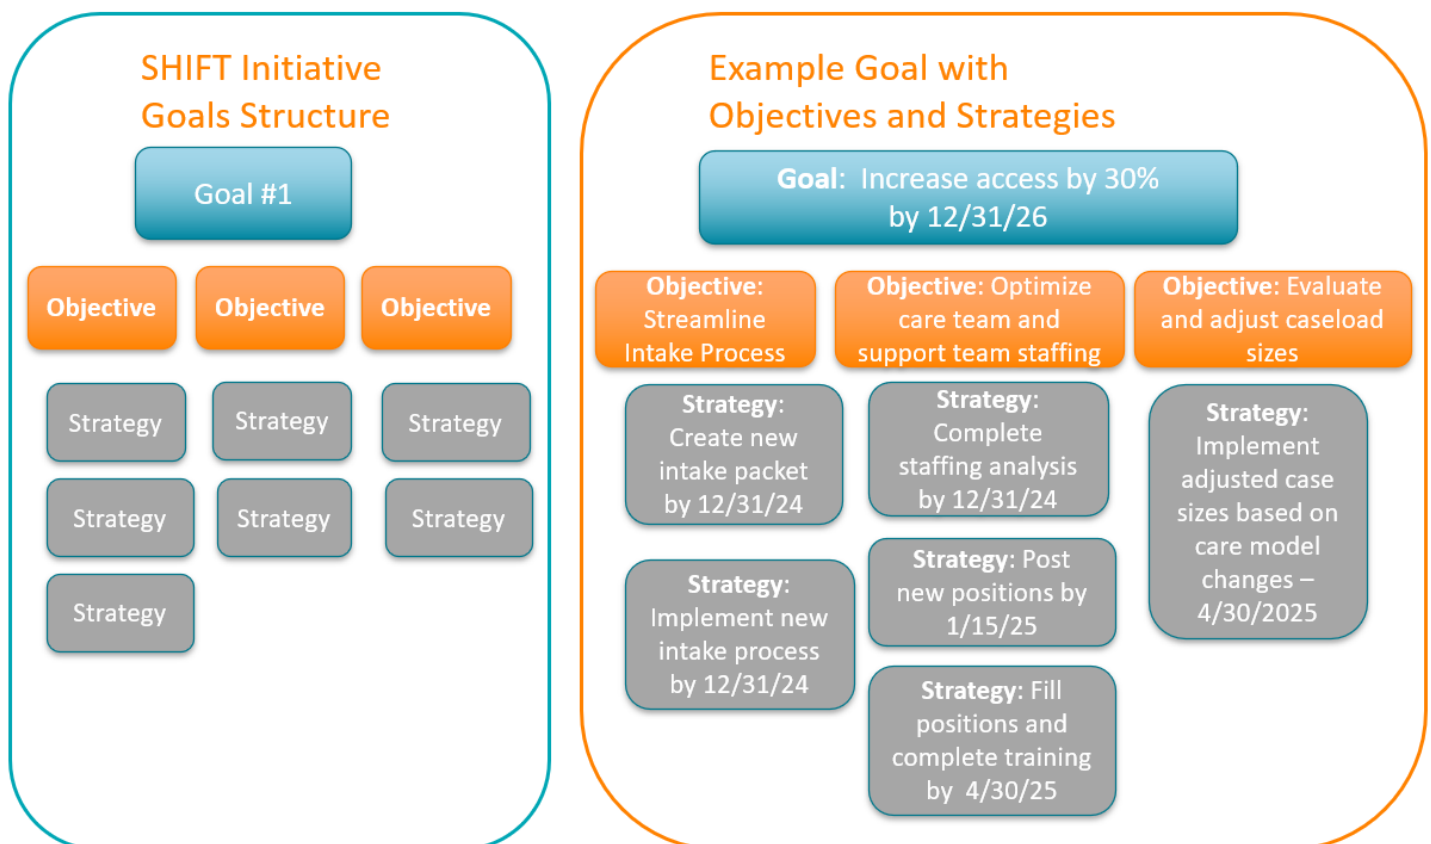 SHIFT Initiative
Goals Structure
Goal #1
Objective
Objective
Objective
Strategy
Strategy
Strategy
Strategy
Strategy
Strategy
Strategy
Example Goal with
Objectives and Strategies
Goal:  Increase access by 30%
by 12/31/26
Objective:
Streamline
Intake Process
Strategy:
Create new
intake packet
by 12/31/24
Strategy:
Implement new
intake process
by 12/31/24
Objective: Optimize
care team and
support team staffing
Strategy:
Complete
staffing analysis
by 12/31/24
Strategy: Post
new positions by
1/15/25
Strategy: Fill
positions and
complete training
by  4/30/25
Objective: Evaluate
and adjust caseload
sizes
Strategy:
Implement
adjusted case
sizes based on
care model
changes –
4/30/2025